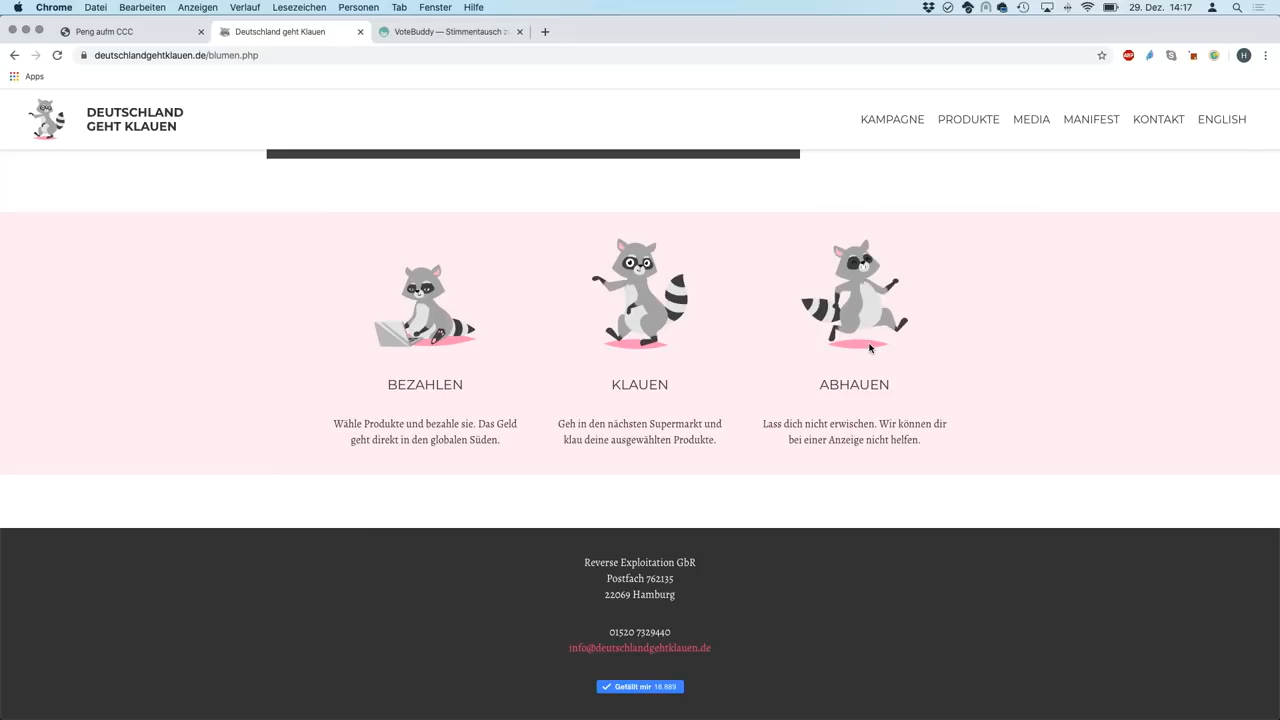 Chrome Datei Bearbeiten Anzeigen Verlauf Lesezeichen Personen Tab Fenster Hilfe 29. Dez. 14:17
Peng aufm CCC Deutschland geht Klauen VoteBuddy — Stimmentausch
deutschlandgehtklauen.de/blumen.php ABP H
Apps
DEUTSCHLAND
GEHT KLAUEN
KAMPAGNE PRODUKTE MEDIA MANIFEST KONTAKT ENGLISH
BEZAHLEN
Wähle Produkte und bezahle sie. Das Geld
geht direkt in den globalen Süden.
KLAUEN
Geh in den nächsten Supermarkt und
klau deine ausgewählten Produkte.
ABHAUEN
Lass dich nicht erwischen. Wir können dir
bei einer Anzeige nicht helfen.
Reverse Exploitation GbR
Postfach 762135
22069 Hamburg
01520 7329440
info@deutschlandgehtklauen.de
Gefällt mir 16.889